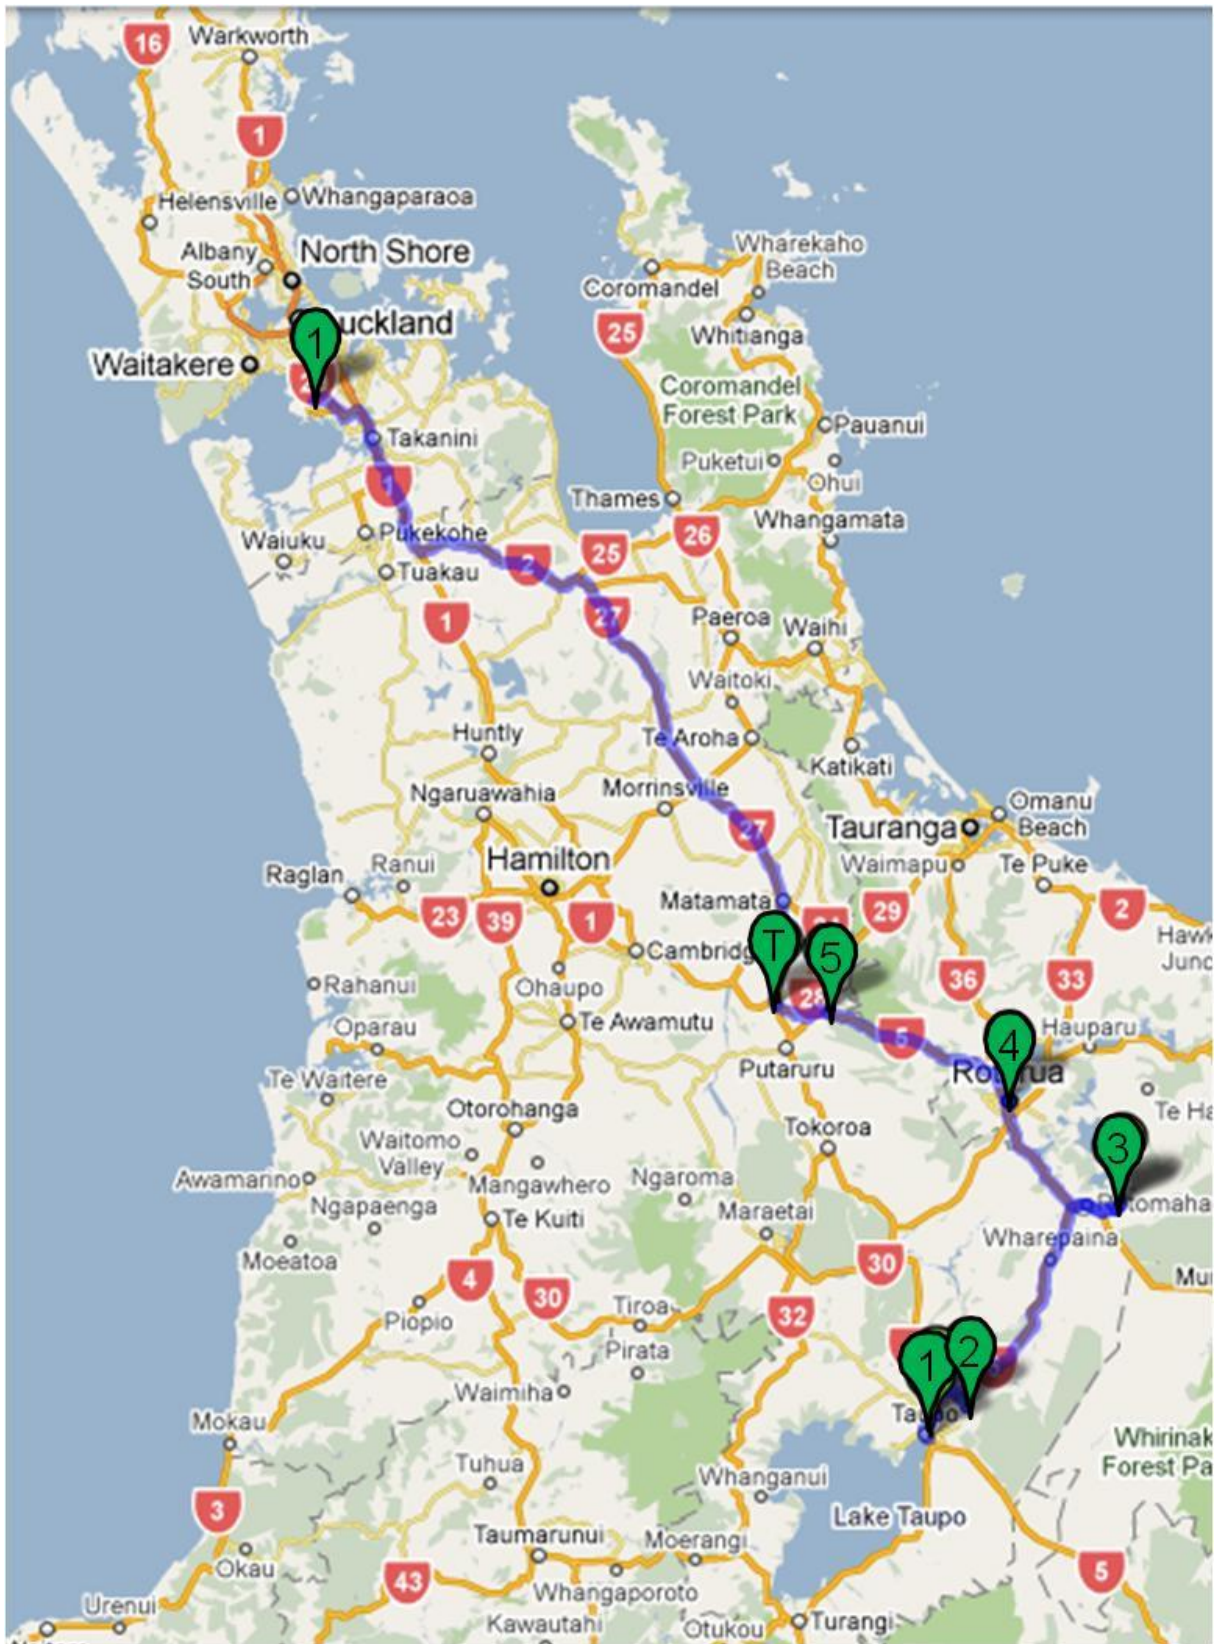 16
Warkworth
1
Helensville
Whangaparaoa
Albany
South
North Shore
Wharekaho
Beach
Coromandel
uckland
1
25
Whitianga
Waitakere
Coromandel
Forest Park
Pauanui
Takanini
Puketui
1
Ohui
Thames
Whangamata
Pukekohe
26
Waiuku
25
2
Tuakau
27
1
Paeroa
Waihi
Waitoki
Huntly
Te Aroha
Katikati
Ngaruawahia
Morrinsville
Omanu
Beach
27
Tauranga
Hamilton
Waimapu
Te Puke
Ranui
Raglan
Matamata
23
39
1
29
2
Hawk
Junc
T
5
Cambridg
36
33
Rahanui
Ohaupo
28
Te Awamutu
5
4
Hauparu
Oparau
Putaruru
Te Waitere
Otorohanga
Te Ha
Tokoroa
Waitomo
Valley
3
Awamarino
Mangawhero
Ngaroma
Ngapaenga
Maraetai
Te Kuiti
Wharepaina
Moeatoa
30
Mu
4
30
Tiroa
32
Piopio
Pirata
1
2
Waimiha
Mokau
Whirinak
Forest Pa
Tuhua
Whanganui
3
Lake Taupo
Taumarunui
Moerangi
Okau
43
5
Whangaporoto
Urenui
Kawautahi
Otukou
Turangi